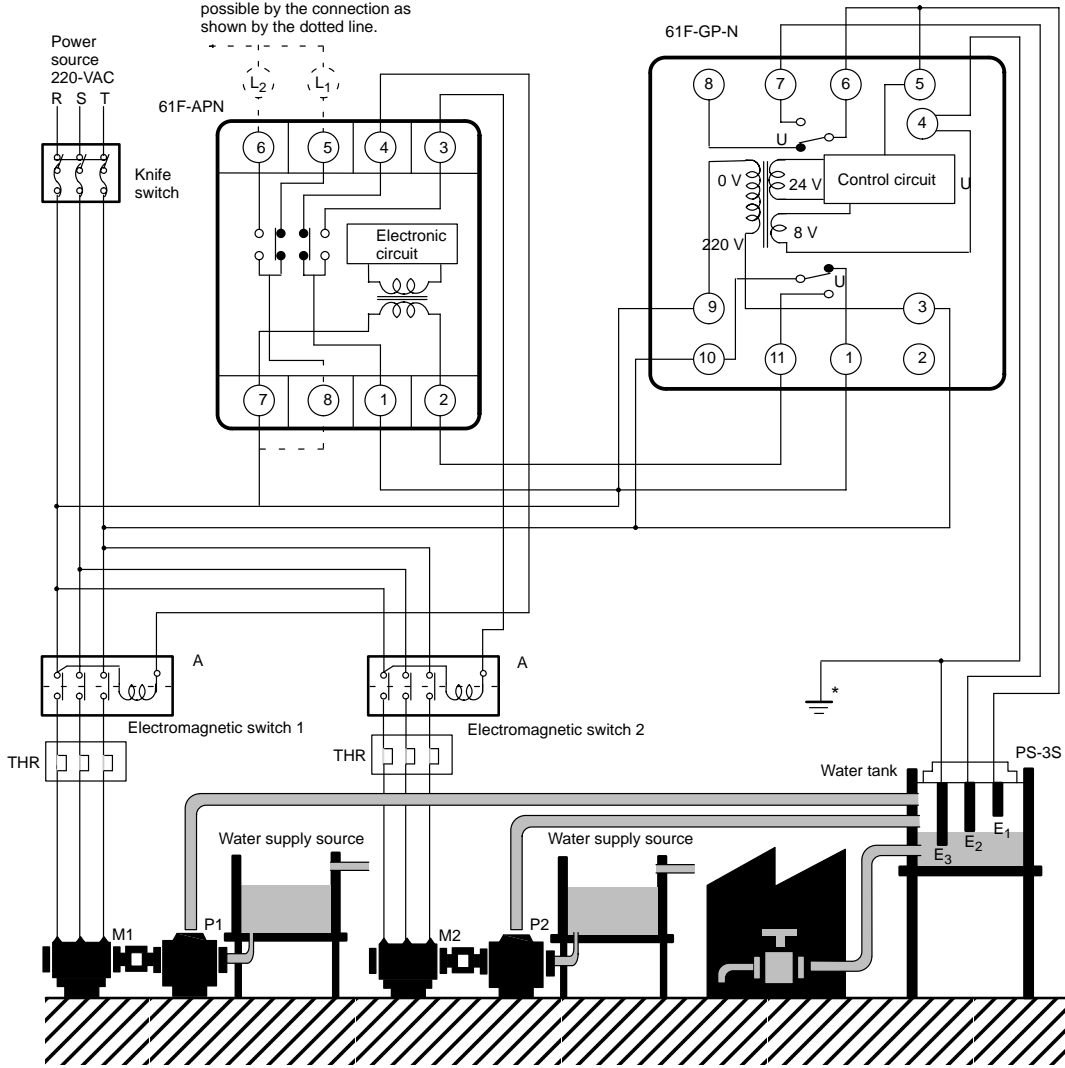 possible by the connection as
shown by the dotted line.
Power
source
220-VAC
R S T
Knife
switch
61F-APN
L2 L1
6 5 4 3
Electronic
circuit
7 8 1 2
61F-GP-N
8 7 6 5
4
U
0 V 24 V Control circuit U
220 V 8 V
U
9 3
10 11 1 2
A
Electromagnetic switch 1
A
Electromagnetic switch 2
THR
THR
*
PS-3S
Water tank
E1
E2
E3
Water supply source
Water supply source
M1 P1
M2 P2